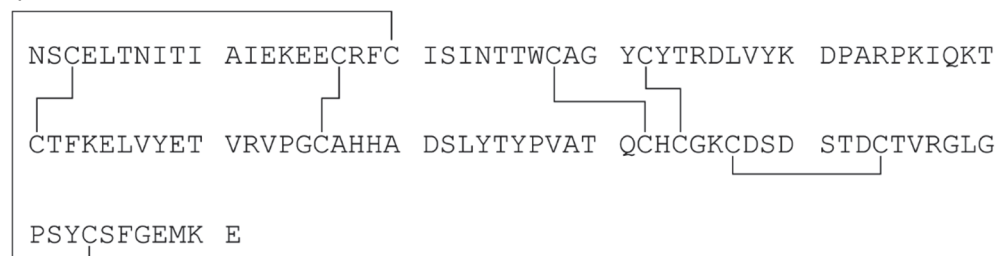 NSCELTNITI AIEKEECRFC ISINTTWCAG YCYTRDLVYK DPARPKIQKT
CTFKELVYET VRVPGCAHHA DSLYTYPVAT QCHCGKCDSD STDCTVRGLG
PSYCSFGEMK E